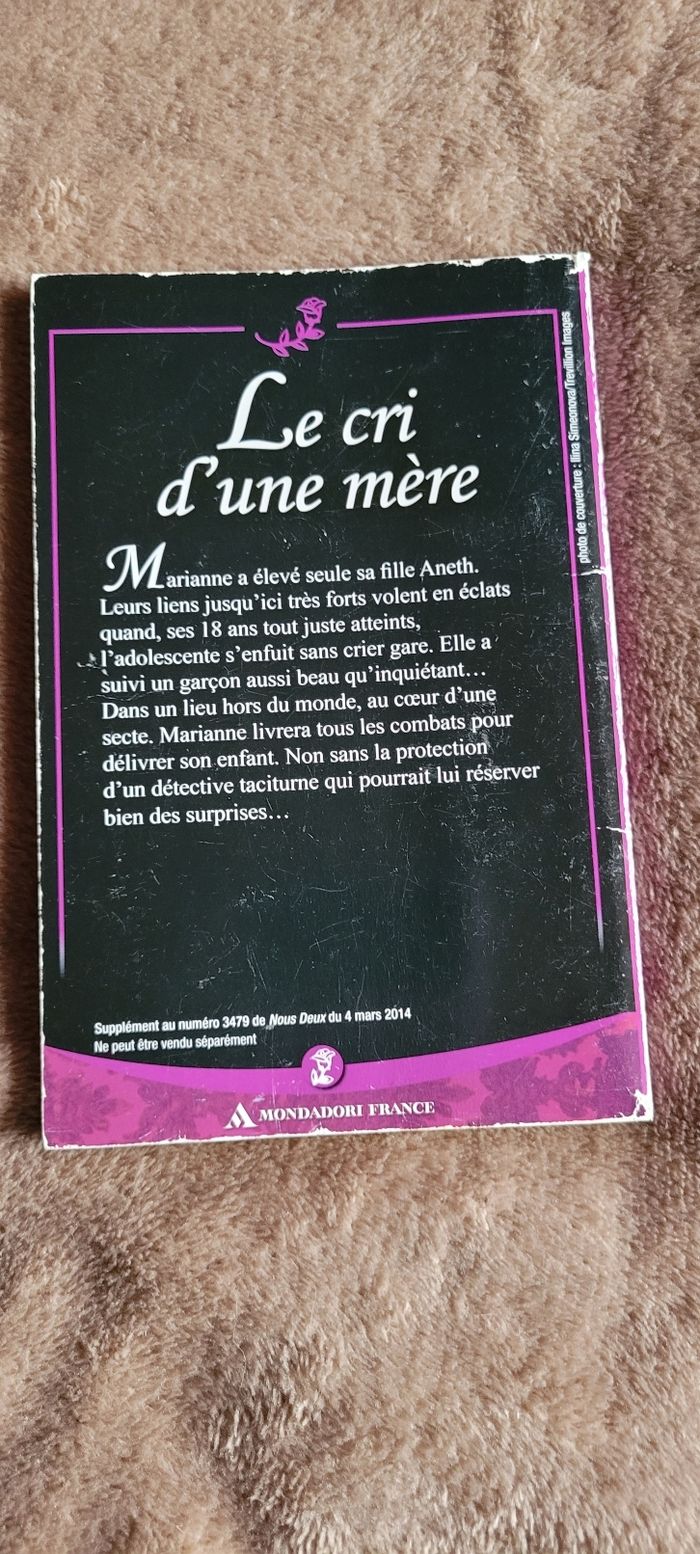 Le cri
d'une mère
Marianne a élevé seule sa fille Aneth.
Leurs liens jusqu'ici très forts volent en éclats
quand, ses 18 ans tout juste atteints,
l'adolescente s'enfuit sans crier gare. Elle a
suivi un garçon aussi beau qu'inquiétant…
Dans un lieu hors du monde, au cœur d'une
secte. Marianne livrera tous les combats pour
délivrer son enfant. Non sans la protection
d'un détective taciturne qui pourrait lui réserver
bien des surprises…
photo de couverture : Ilina Simeonova/Trevillion Images
Supplément au numéro 3479 de Nous Deux du 4 mars 2014
Ne peut être vendu séparément
MONDADORI FRANCE